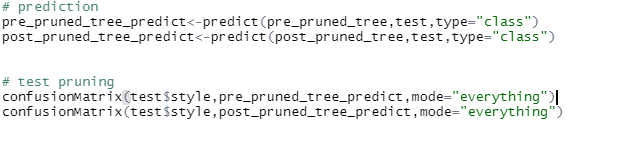 # prediction
pre_pruned_tree_predict<-predict(pre_pruned_tree,test,type="class")
post_pruned_tree_predict<-predict(post_pruned_tree,test,type="class")
# test pruning
confusionMatrix(test$style,pre_pruned_tree_predict,mode="everything")
confusionMatrix(test$style,post_pruned_tree_predict,mode="everything")